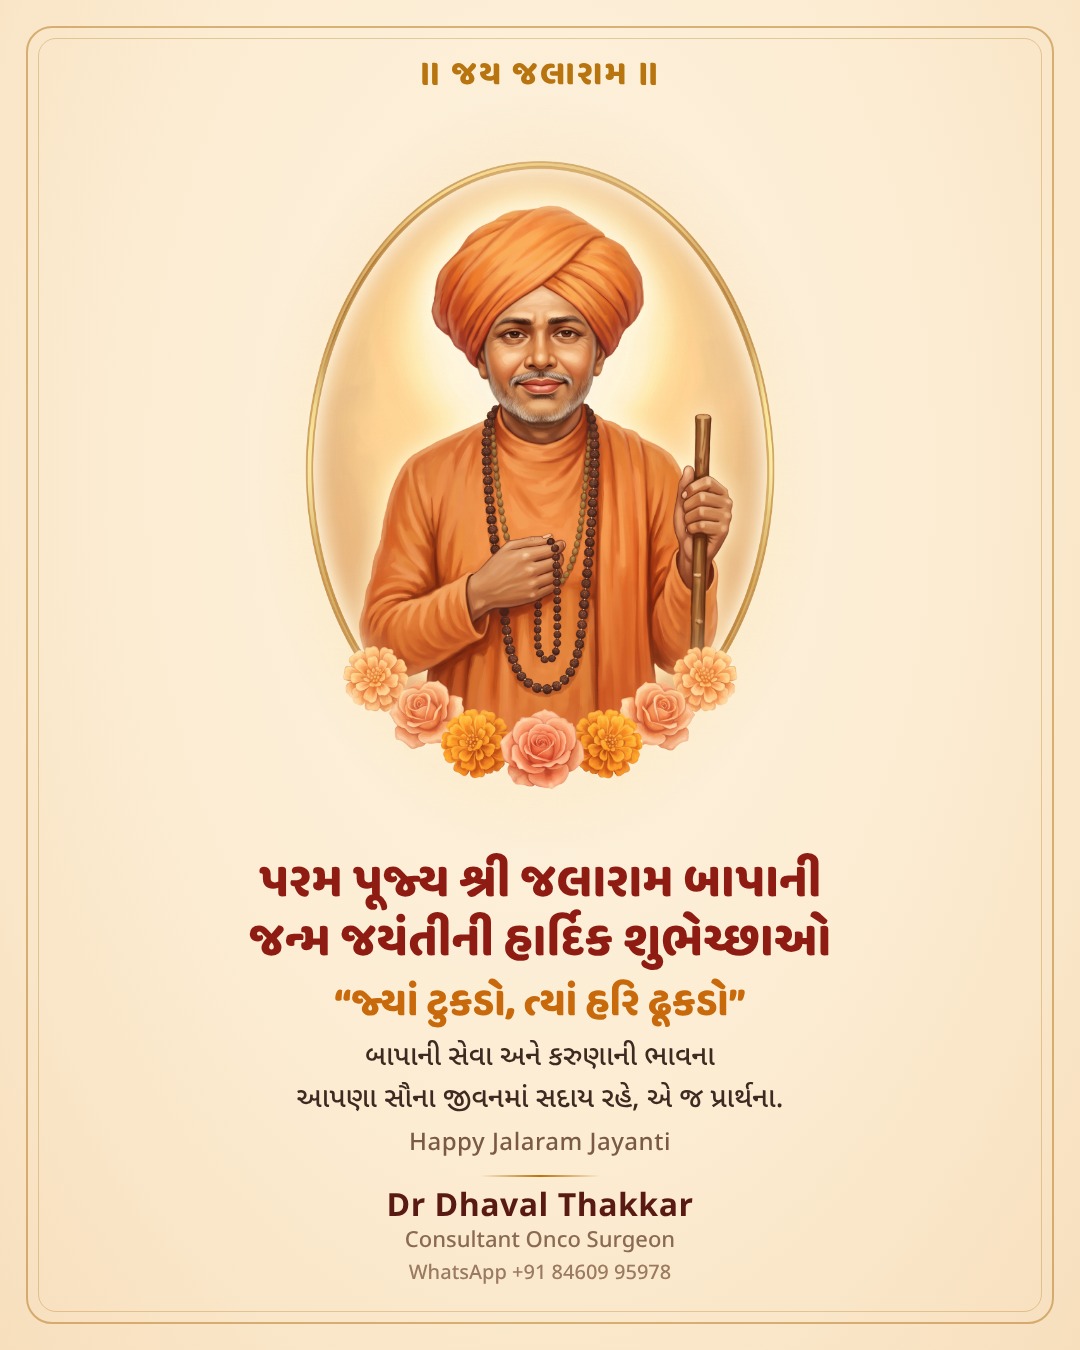 ॥ જય જલારામ ॥
પરમ પૂજ્ય શ્રી જલારામ બાપાની
જન્મ જયંતીની હાર્દિક શુભેચ્છાઓ
“જ્યાં ટુકડો, ત્યાં હરિ ઢૂકડો”
બાપાની સેવા અને કરુણાની ભાવના
આપણા સૌના જીવનમાં સદાય રહે, એ જ પ્રાર્થના.
Happy Jalaram Jayanti
Dr Dhaval Thakkar
Consultant Onco Surgeon
WhatsApp +91 84609 95978